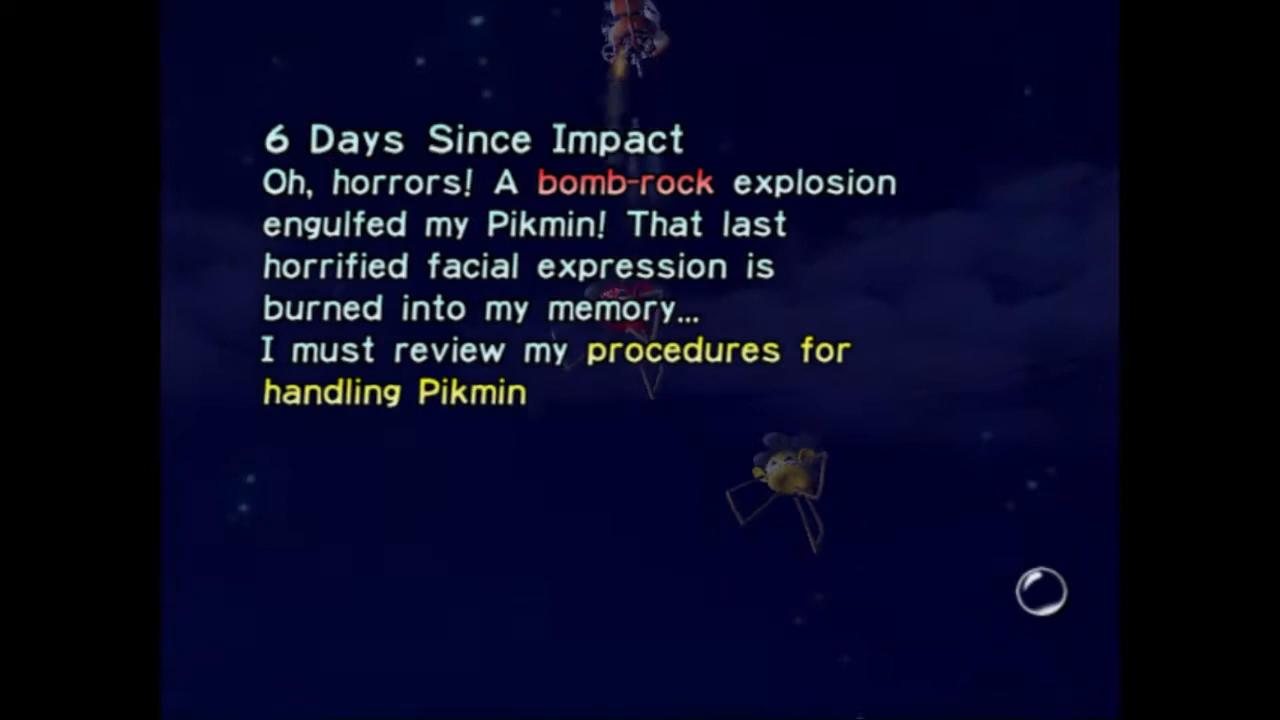 6 Days Since Impact
Oh, horrors! A bomb-rock explosion
engulfed my Pikmin! That last
horrified facial expression is
burned into my memory...
I must review my procedures for
handling Pikmin